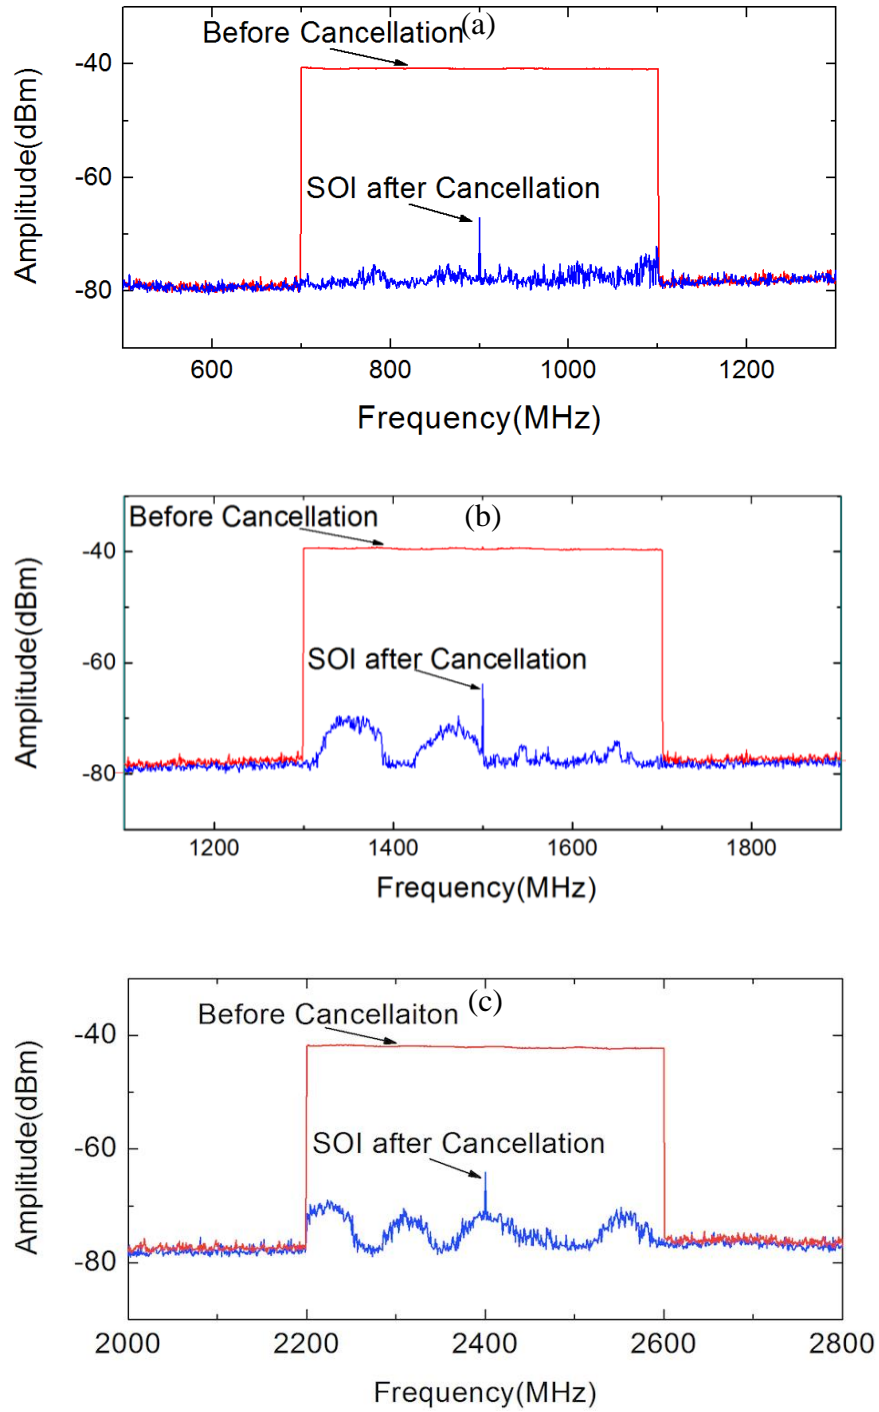 (a)
Before Cancellation
-40
SOI after Cancellation
-60
-80
Amplitude(dBm)
600 800 1000 1200
Frequency(MHz)
(b)
Before Cancellation
-40
SOI after Cancellation
-60
-80
Amplitude(dBm)
1200 1400 1600 1800
Frequency(MHz)
(c)
Before Cancellaiton
-40
SOI after Cancellation
-60
-80
Amplitude(dBm)
2000 2200 2400 2600 2800
Frequency(MHz)